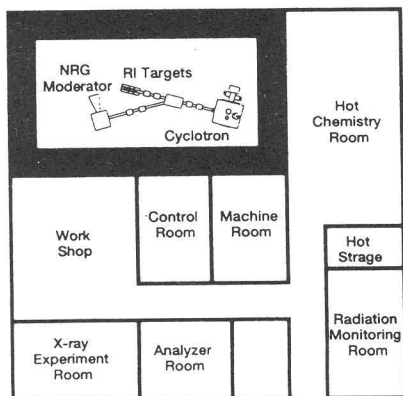 NRG
Moderator
RI Targets
Cyclotron
Hot
Chemistry
Room
Work
Shop
Control
Room
Machine
Room
Hot
Strage
X-ray
Experiment
Room
Analyzer
Room
Radiation
Monitoring
Room